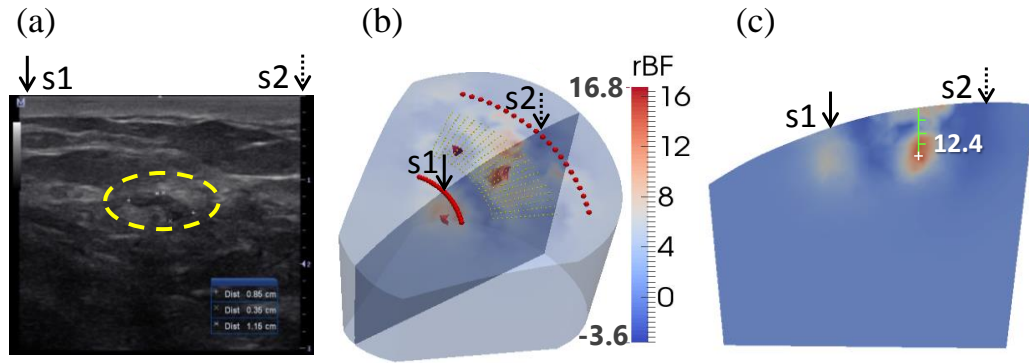 (a)
s1
s2
M
+ Dist 0.85 cm
× Dist 0.35 cm
Dist 1.15 cm
(b)
s1
s2
rBF
16.8
16
12
8
4
0
-3.6
(c)
s1
s2
12.4